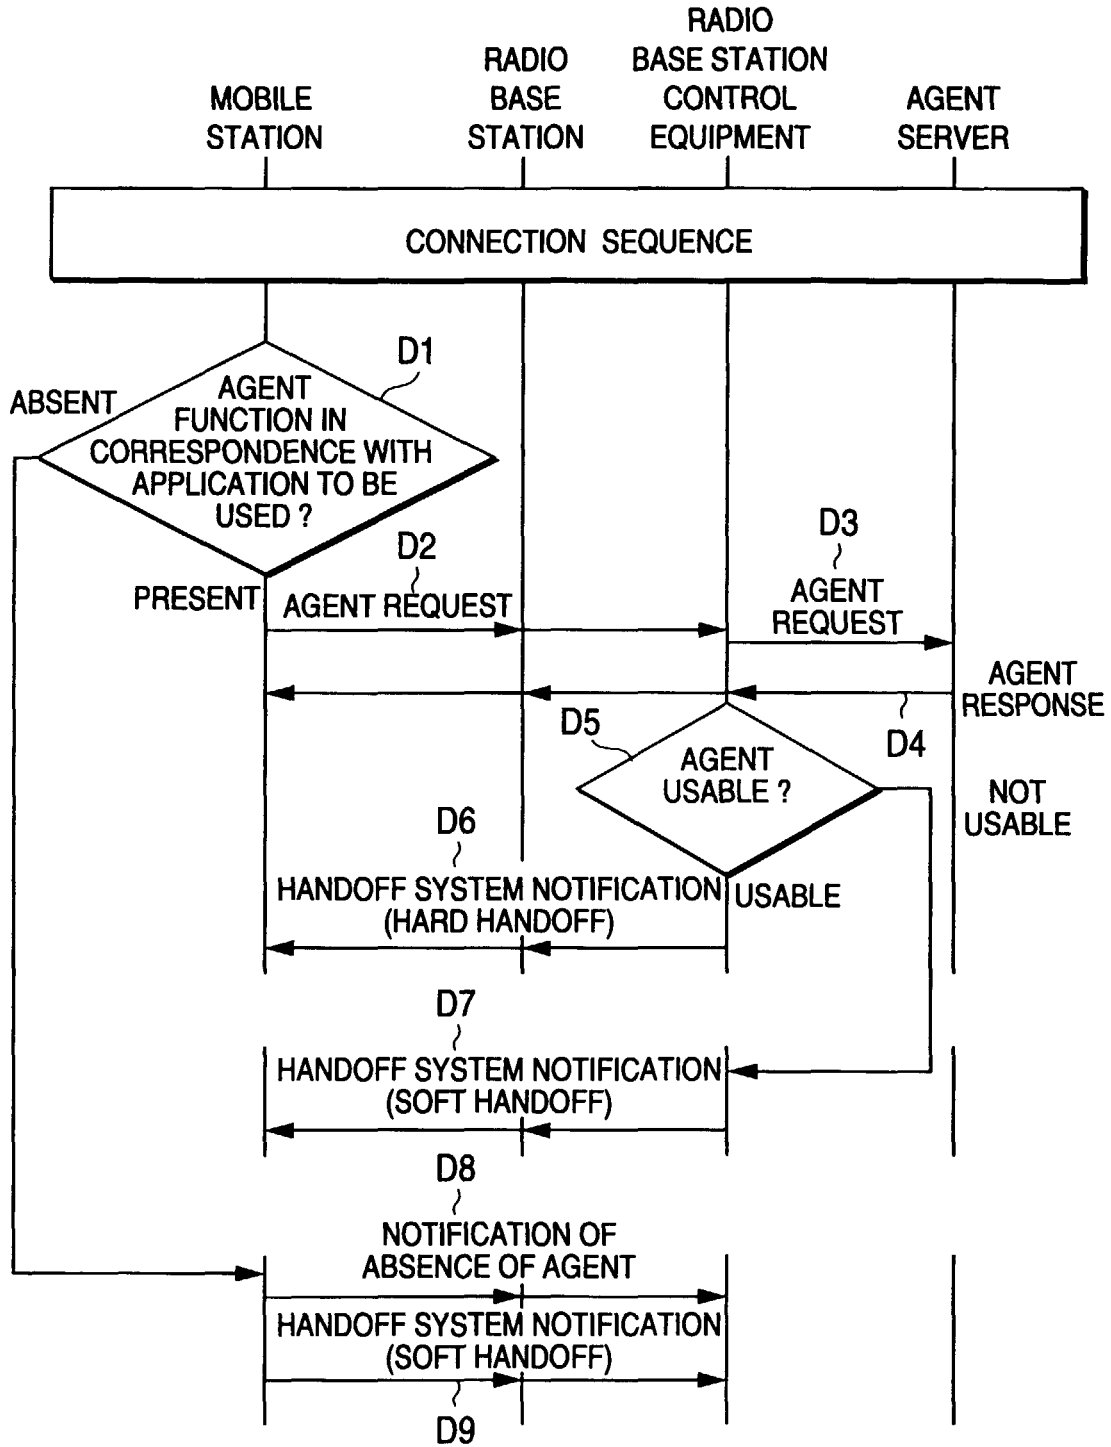 MOBILE
STATION
RADIO
BASE
STATION
RADIO
BASE STATION
CONTROL
EQUIPMENT
AGENT
SERVER
CONNECTION SEQUENCE
D1
ABSENT
AGENT
FUNCTION IN
CORRESPONDENCE WITH
APPLICATION TO BE
USED ?
PRESENT
D2
AGENT REQUEST
D3
AGENT
REQUEST
AGENT
RESPONSE
D4
D5
AGENT
USABLE ?
NOT
USABLE
USABLE
D6
HANDOFF SYSTEM NOTIFICATION
(HARD HANDOFF)
D7
HANDOFF SYSTEM NOTIFICATION
(SOFT HANDOFF)
D8
NOTIFICATION OF
ABSENCE OF AGENT
HANDOFF SYSTEM NOTIFICATION
(SOFT HANDOFF)
D9